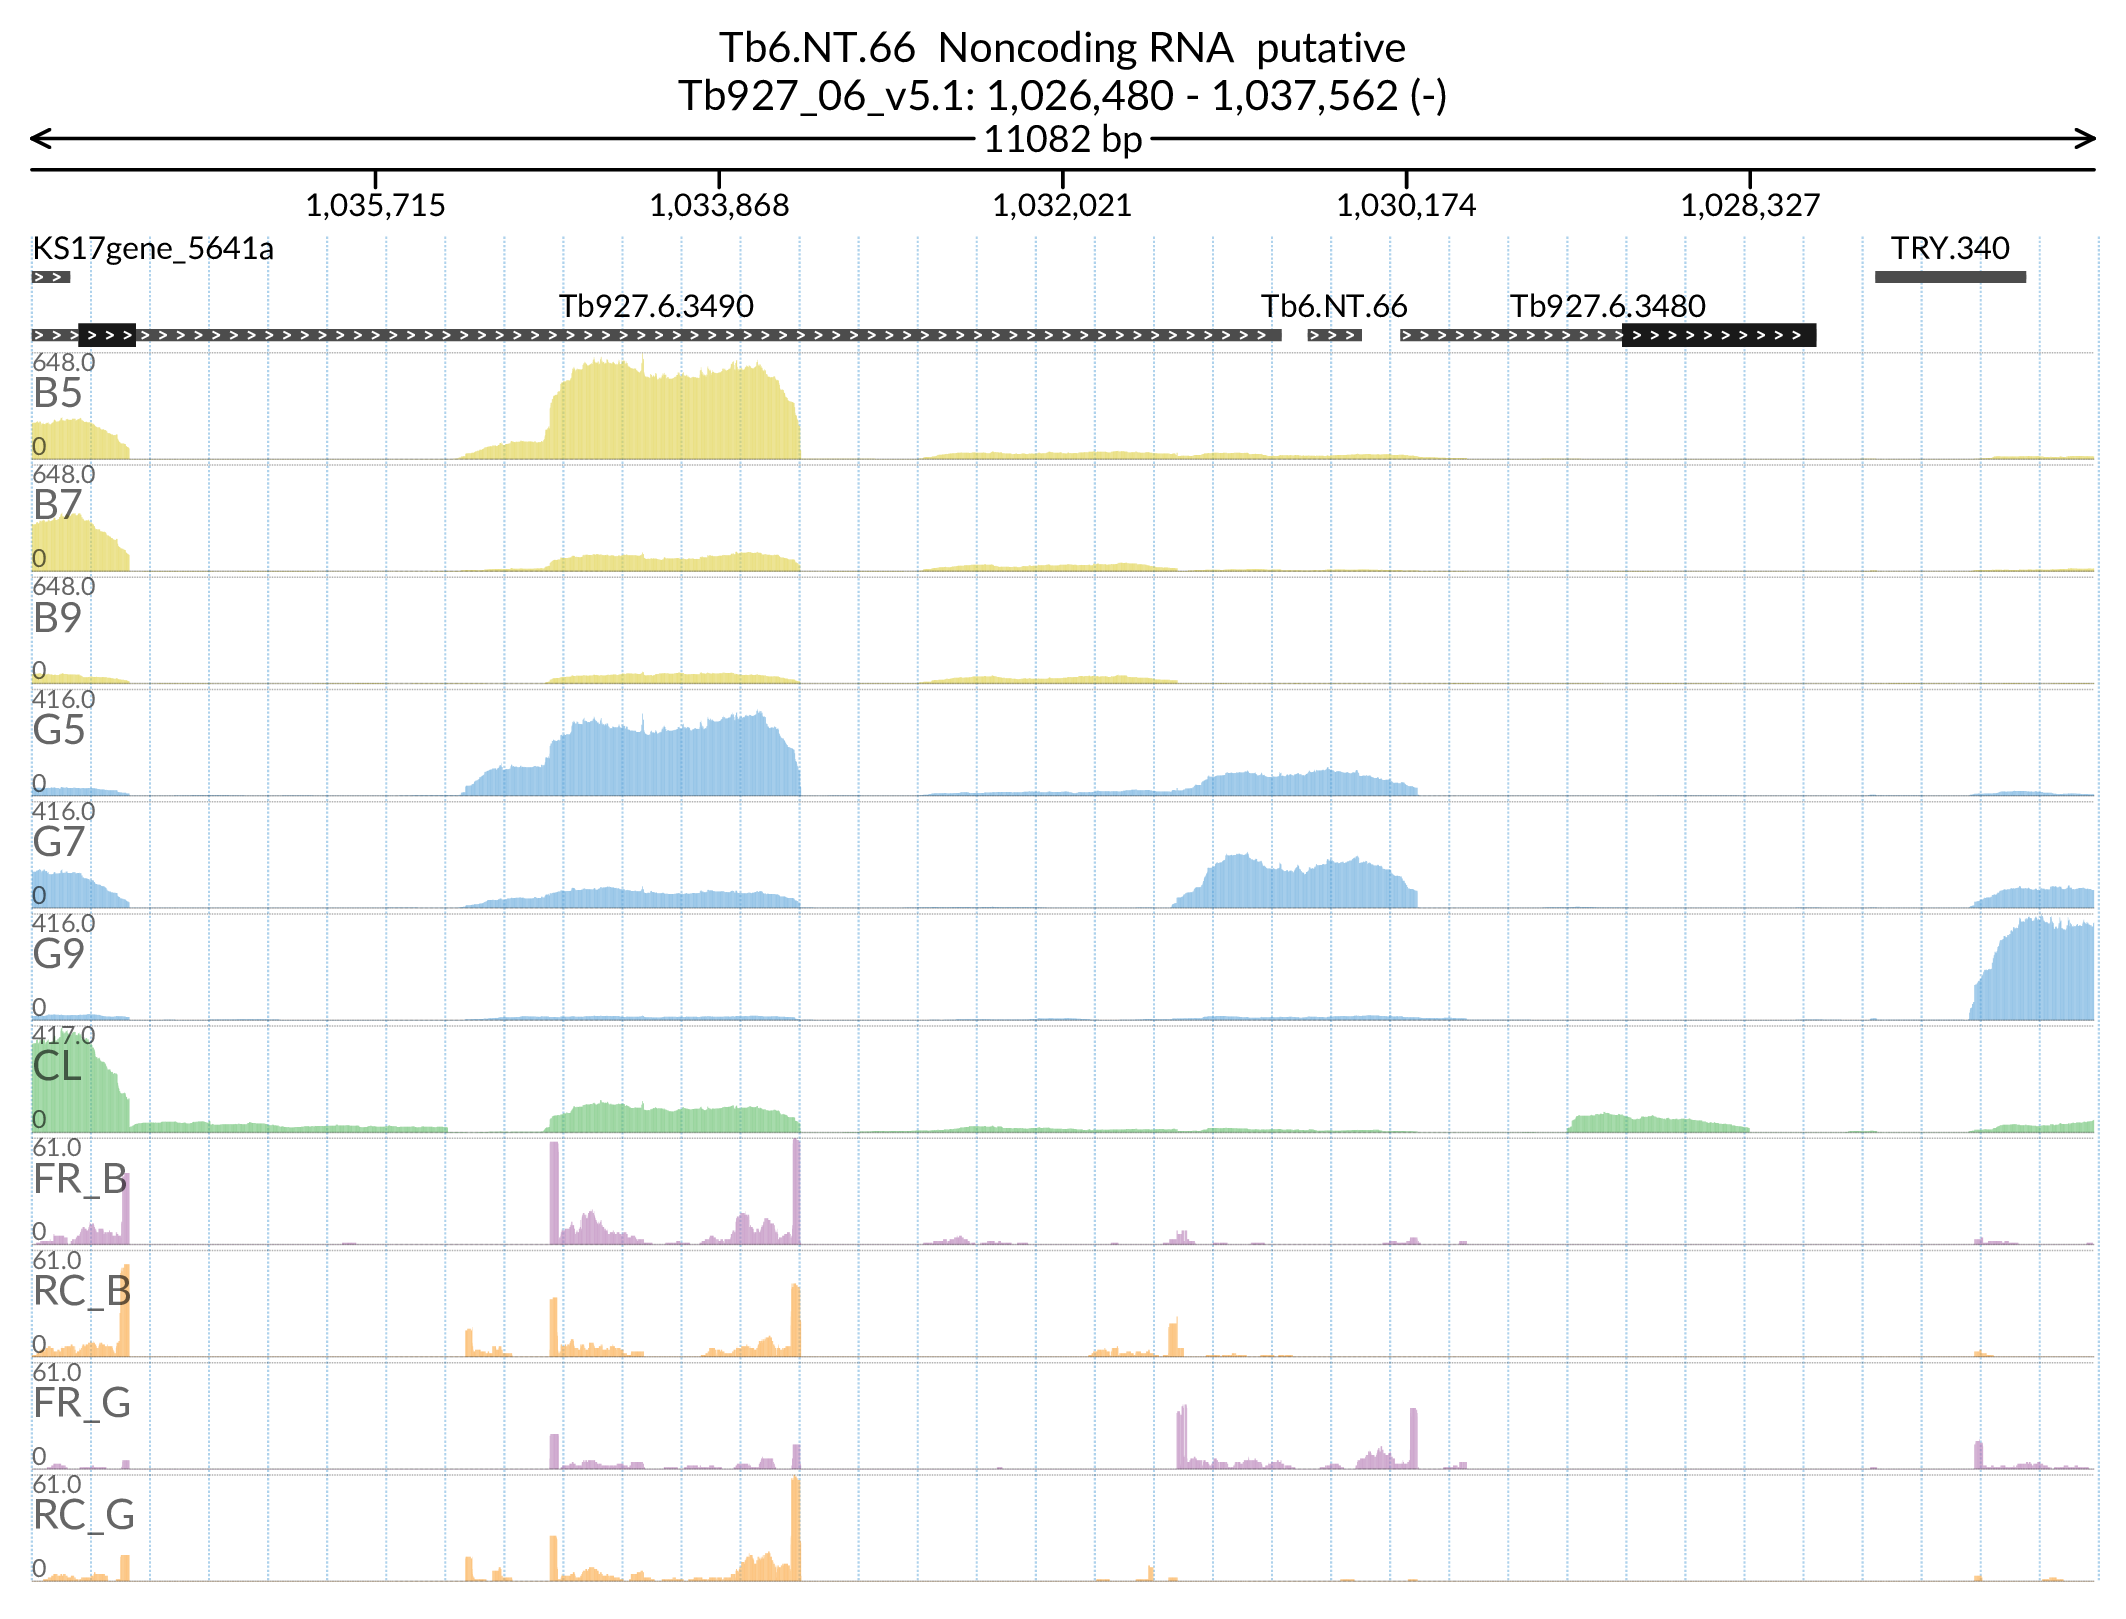 Tb6.NT.66 Noncoding RNA putative
Tb927_06_v5.1: 1,026,480 - 1,037,562 (-)
11082 bp
1,035,715 1,033,868 1,032,021 1,030,174 1,028,327
KS17gene_5641a TRY.340
Tb927.6.3490 Tb6.NT.66 Tb927.6.3480
648.0
B5
0
648.0
B7
0
648.0
B9
0
416.0
G5
0
416.0
G7
0
416.0
G9
0
417.0
CL
0
61.0
FR_B
0
61.0
RC_B
0
61.0
FR_G
0
61.0
RC_G
0